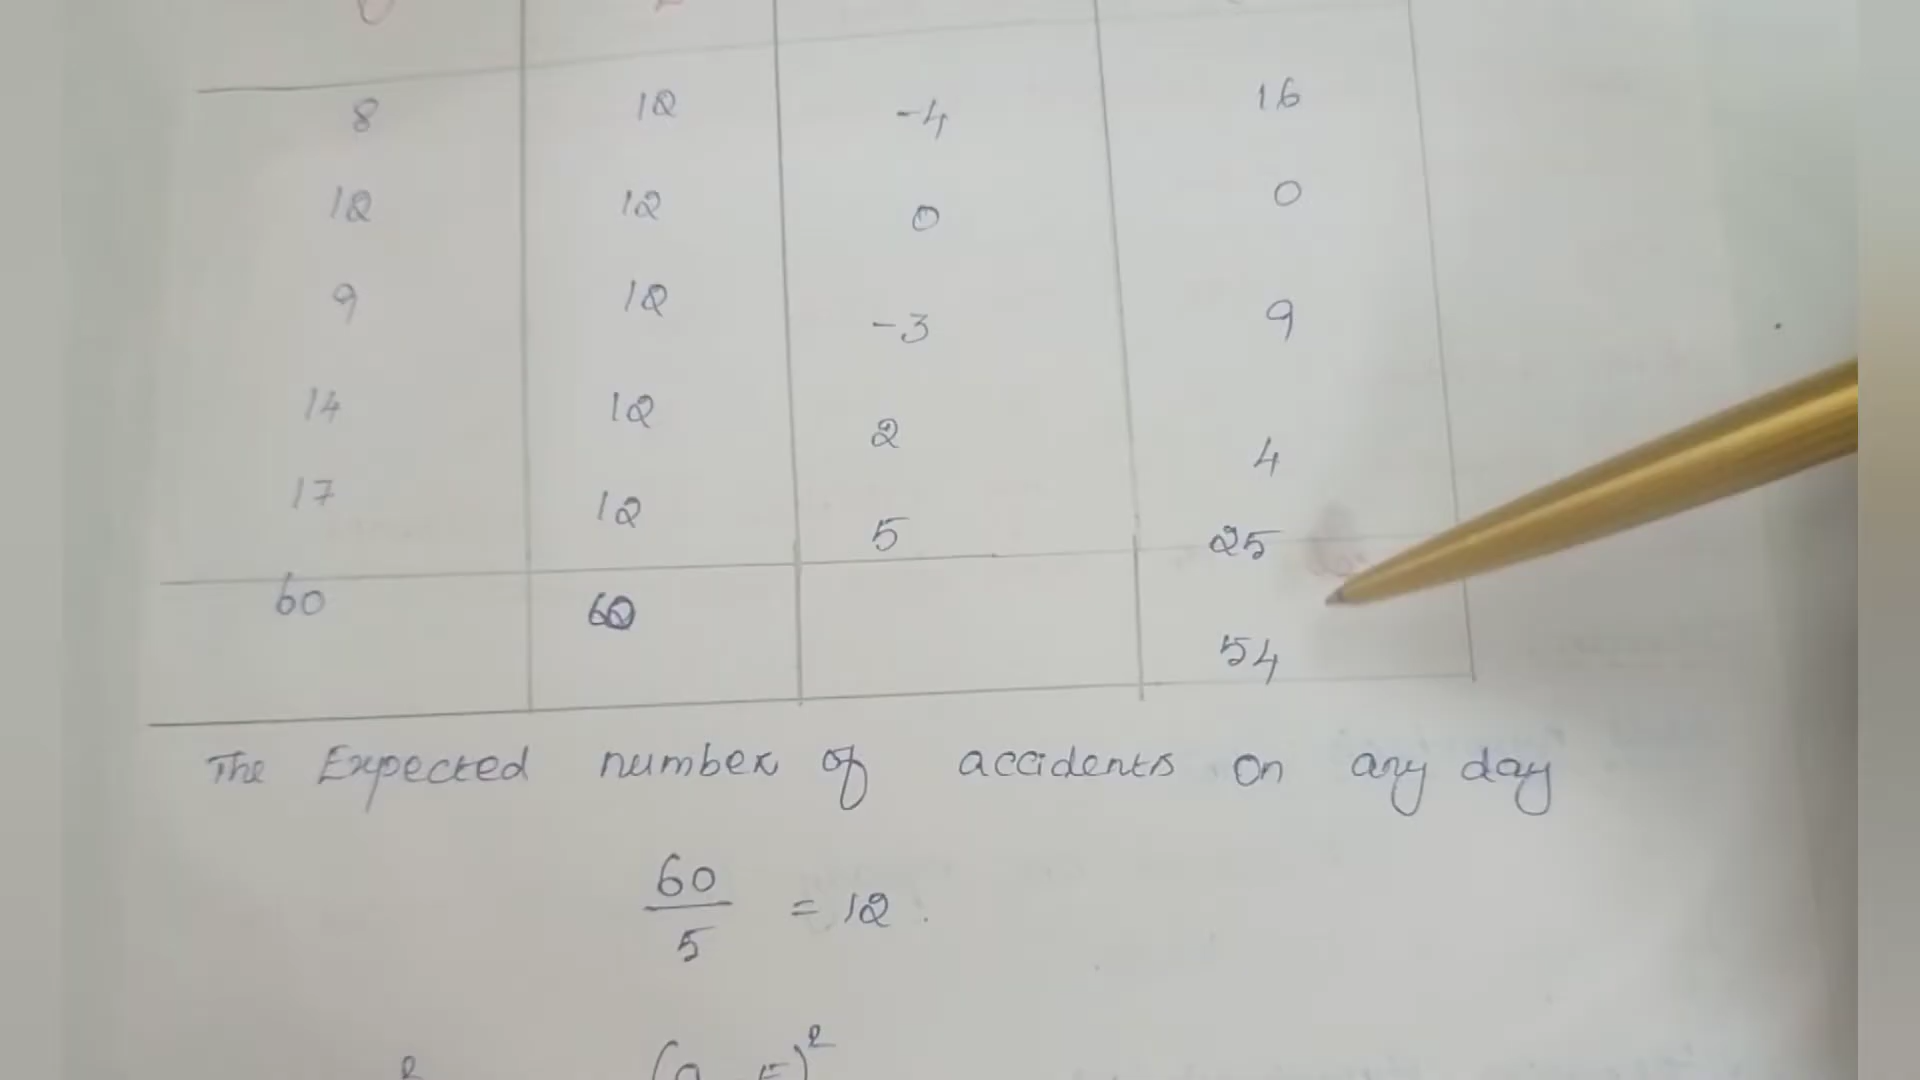 8 12 -4 16
12 12 0 0
9 12 -3 9
14 12 2 4
17 12 5 25
60 60 54
The Expected number of accidents on any day
60
5
= 12.
2